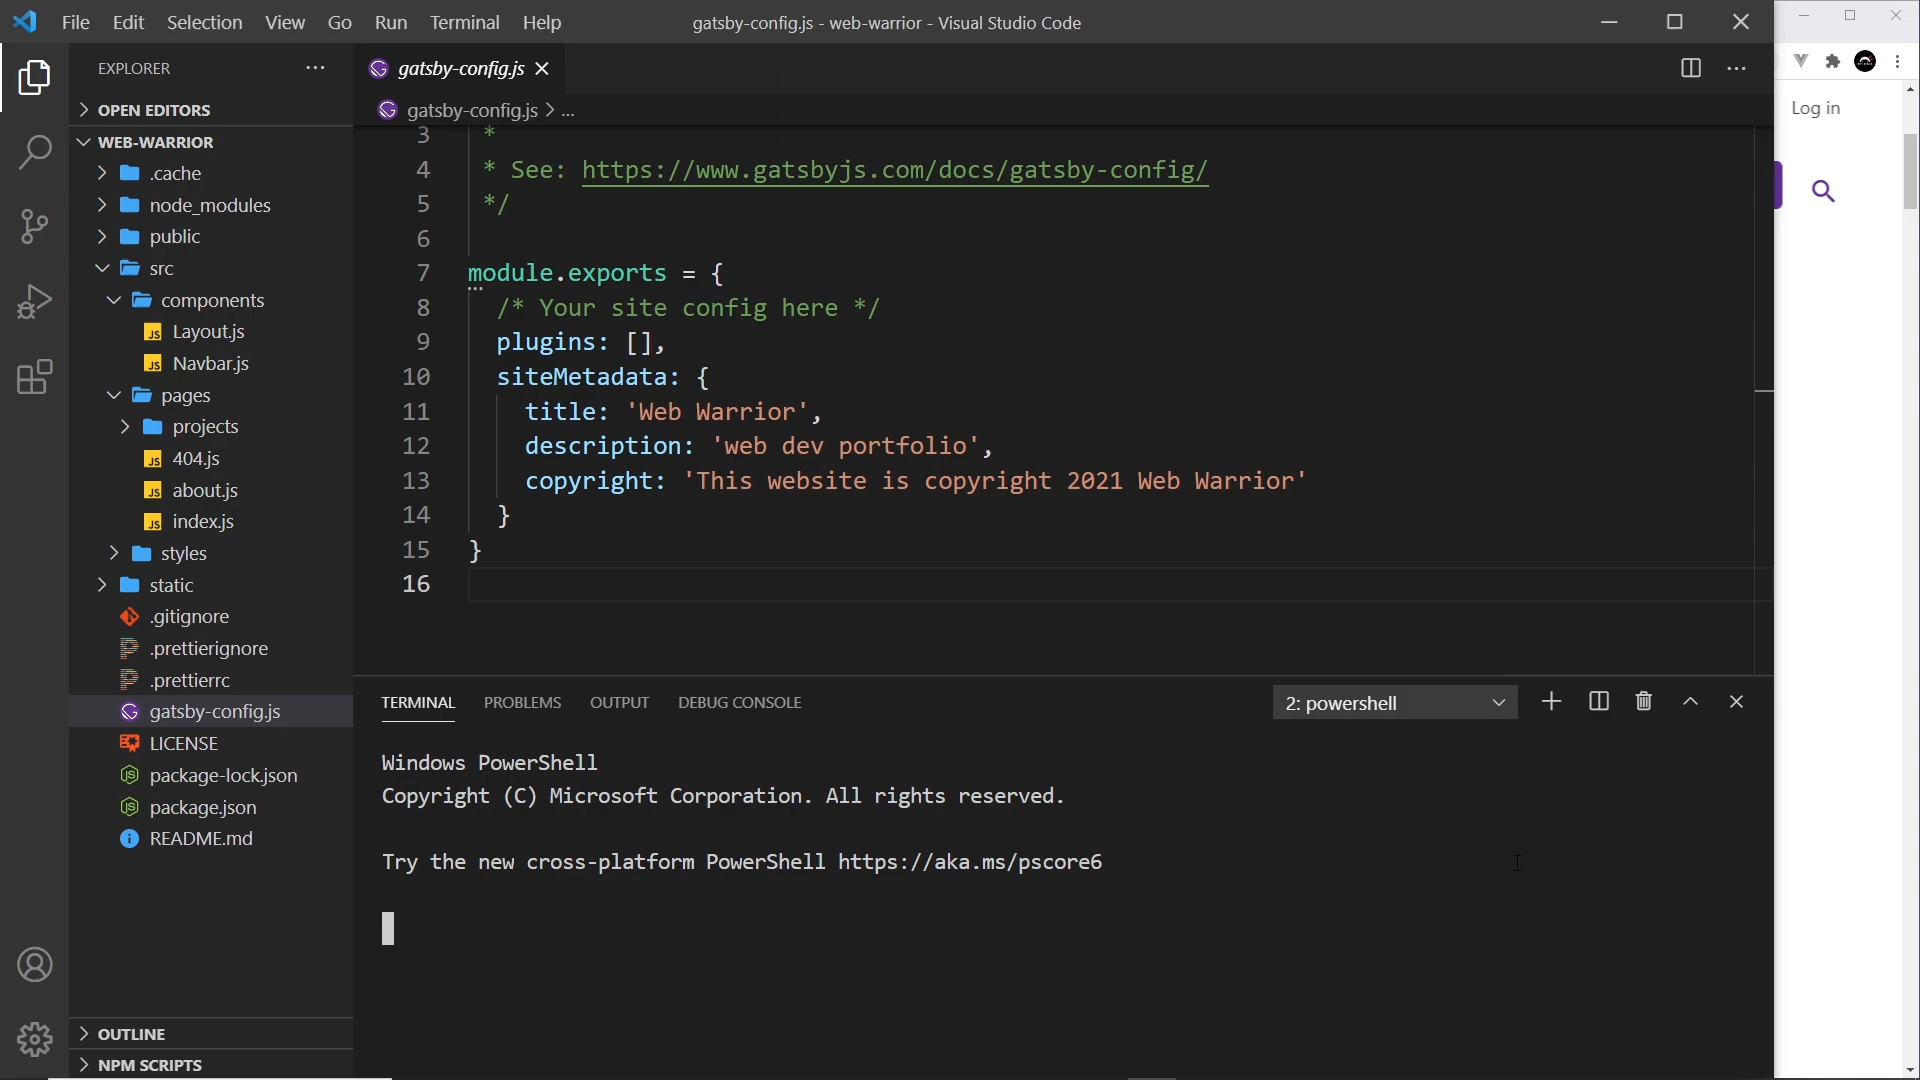 File Edit Selection View Go Run Terminal Help
gatsby-config.js - web-warrior - Visual Studio Code
EXPLORER
OPEN EDITORS
WEB-WARRIOR
.cache
node_modules
public
src
components
Layout.js
Navbar.js
pages
projects
404.js
about.js
index.js
styles
static
.gitignore
.prettierignore
.prettierrc
gatsby-config.js
LICENSE
package-lock.json
package.json
README.md
OUTLINE
NPM SCRIPTS
gatsby-config.js
gatsby-config.js > ...
3 *
4 * See: https://www.gatsbyjs.com/docs/gatsby-config/
5 */
6
7 module.exports = {
8 /* Your site config here */
9 plugins: [],
10 siteMetadata: {
11 title: 'Web Warrior',
12 description: 'web dev portfolio',
13 copyright: 'This website is copyright 2021 Web Warrior'
14 }
15 }
16
TERMINAL PROBLEMS OUTPUT DEBUG CONSOLE
2: powershell
Windows PowerShell
Copyright (C) Microsoft Corporation. All rights reserved.
Try the new cross-platform PowerShell https://aka.ms/pscore6
Log in